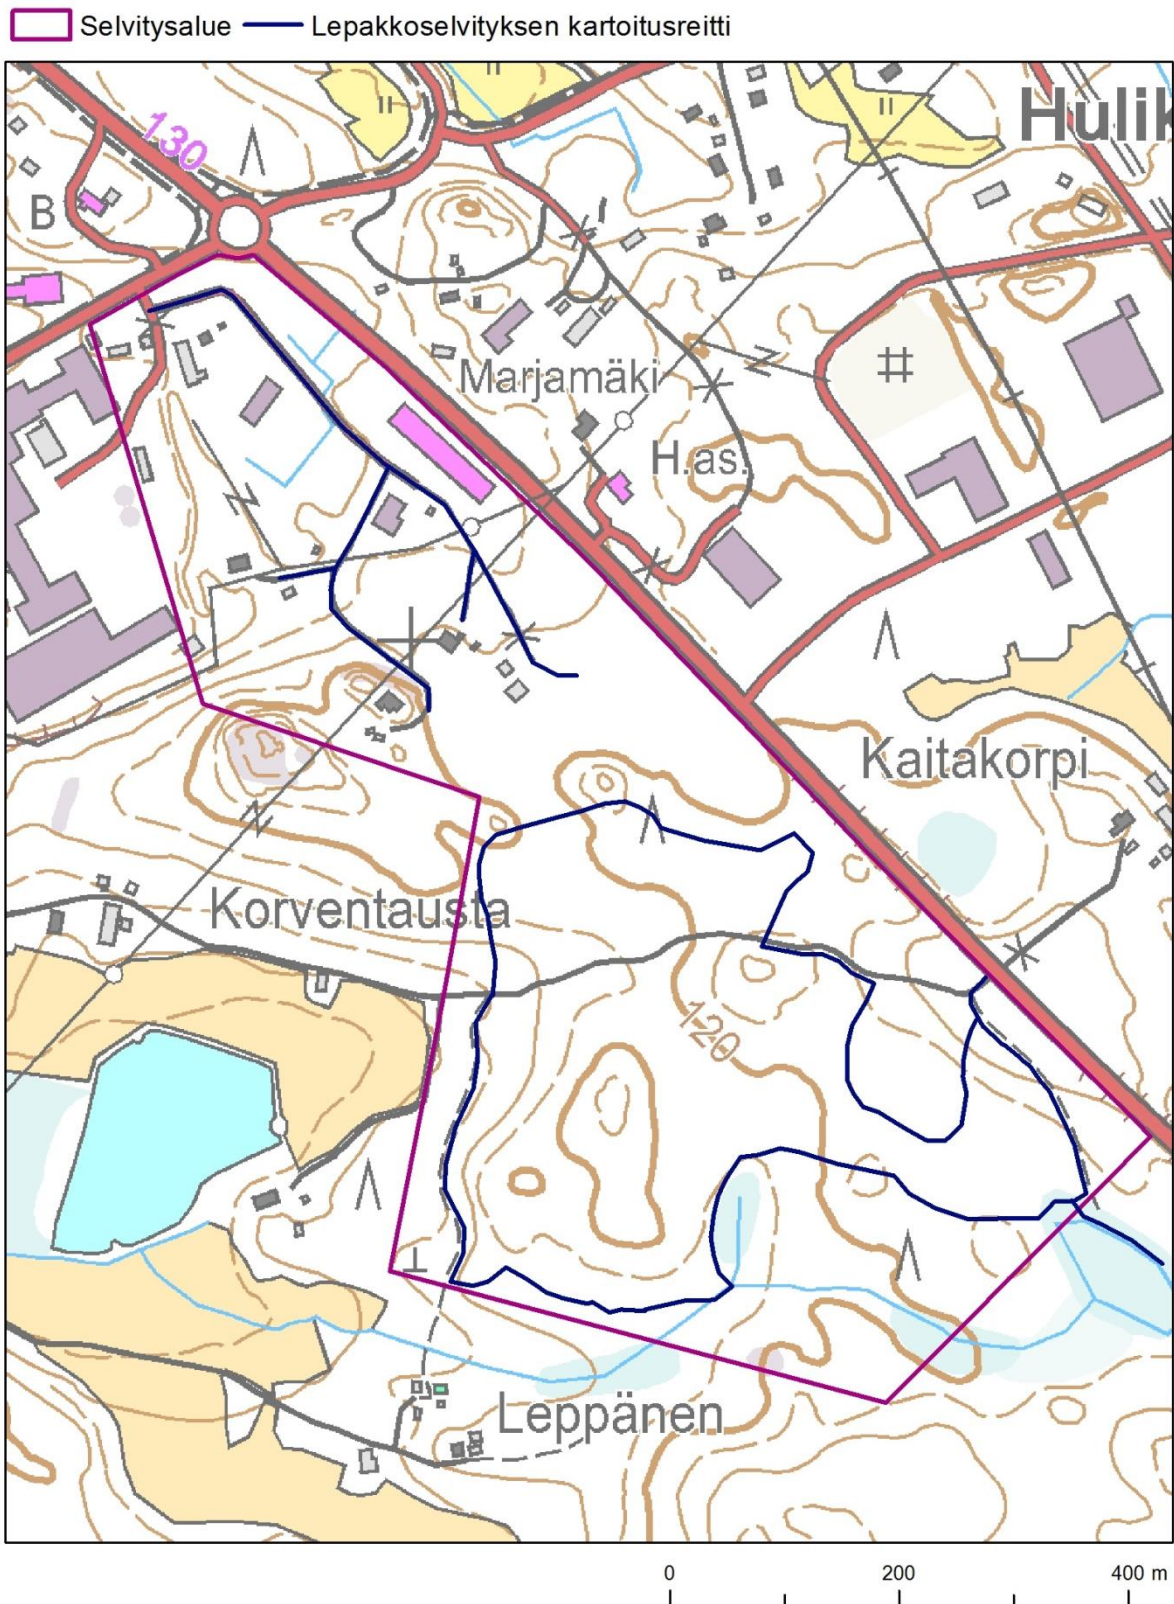 Selvitysalue Lepakkoselvityksen kartoitusreitti
130
Hulik
B
Marjamäki
H.as.
Kaitakorpi
Korventausta
120
Leppänen
0 200 400 m